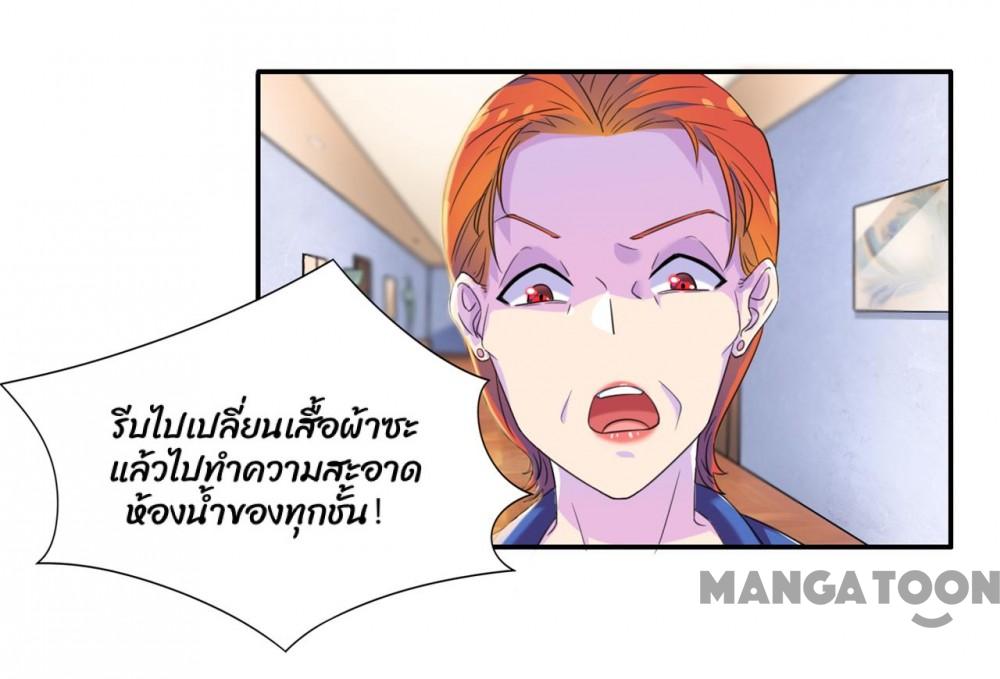 รีบไปเปลี่ยนเสื้อผ้าซะ
แล้วไปทำความสะอาด
ห้องน้ำของทุกชั้น!
MANGATOON